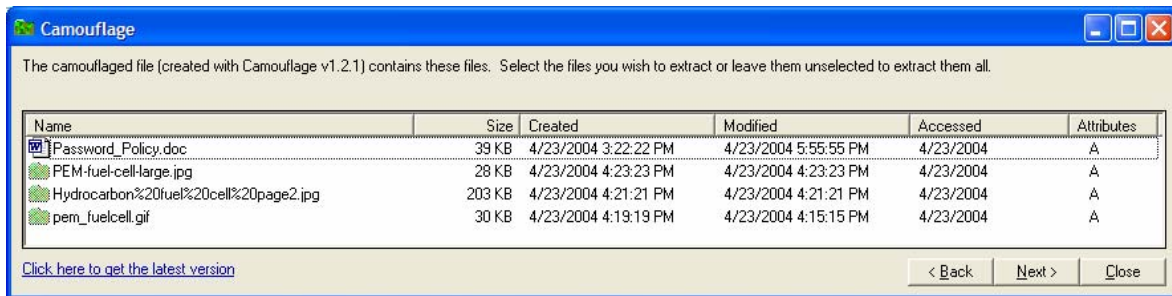 Camouflage
The camouflaged file (created with Camouflage v1.2.1) contains these files. Select the files you wish to extract or leave them unselected to extract them all.
Name Size Created Modified Accessed Attributes
Password_Policy.doc 39 KB 4/23/2004 3:22:22 PM 4/23/2004 5:55:55 PM 4/23/2004 A
PEM-fuel-cell-large.jpg 28 KB 4/23/2004 4:23:23 PM 4/23/2004 4:23:23 PM 4/23/2004 A
Hydrocarbon%20fuel%20cell%20page2.jpg 203 KB 4/23/2004 4:21:21 PM 4/23/2004 4:21:21 PM 4/23/2004 A
pem_fuelcell.gif 30 KB 4/23/2004 4:19:19 PM 4/23/2004 4:15:15 PM 4/23/2004 A
Click here to get the latest version < Back Next > Close